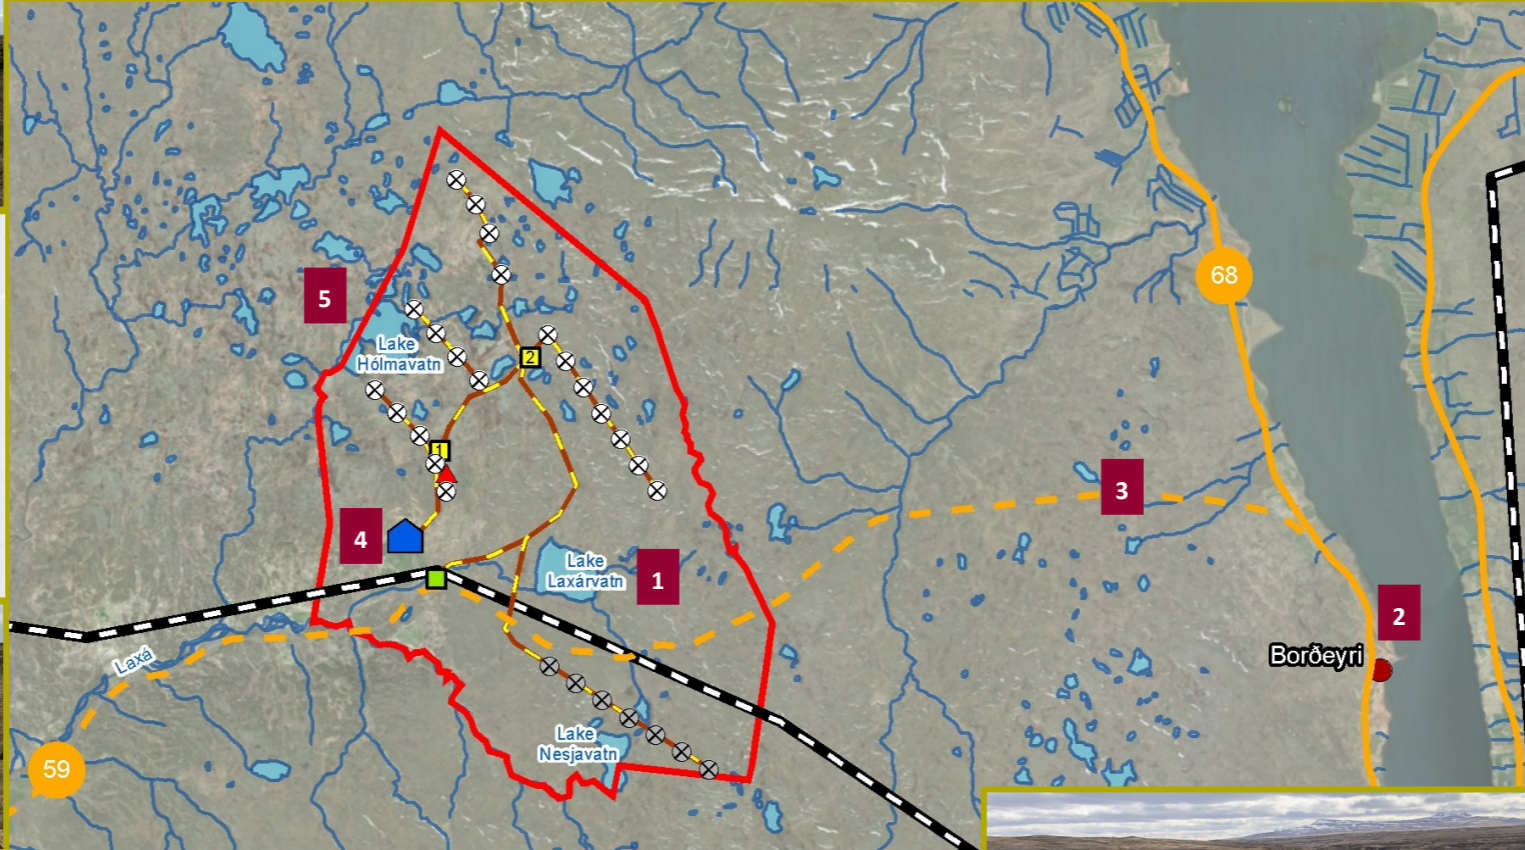 68
5
Lake
Hólmavatn
2
1
3
4
Lake
Laxárvatn
1
2
Borðeyri
Laxá
Lake
Nesjavatn
59